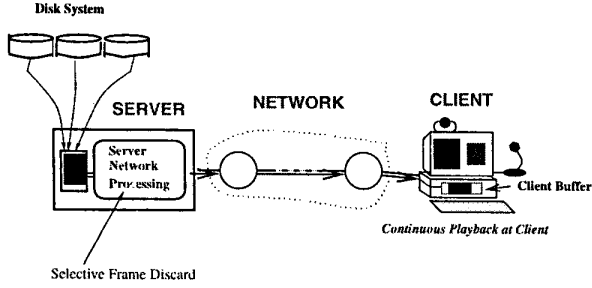 Disk System
SERVER
NETWORK
CLIENT
Server
Network
Processing
Client Buffer
Continuous Playback at Client
Selective Frame Discard